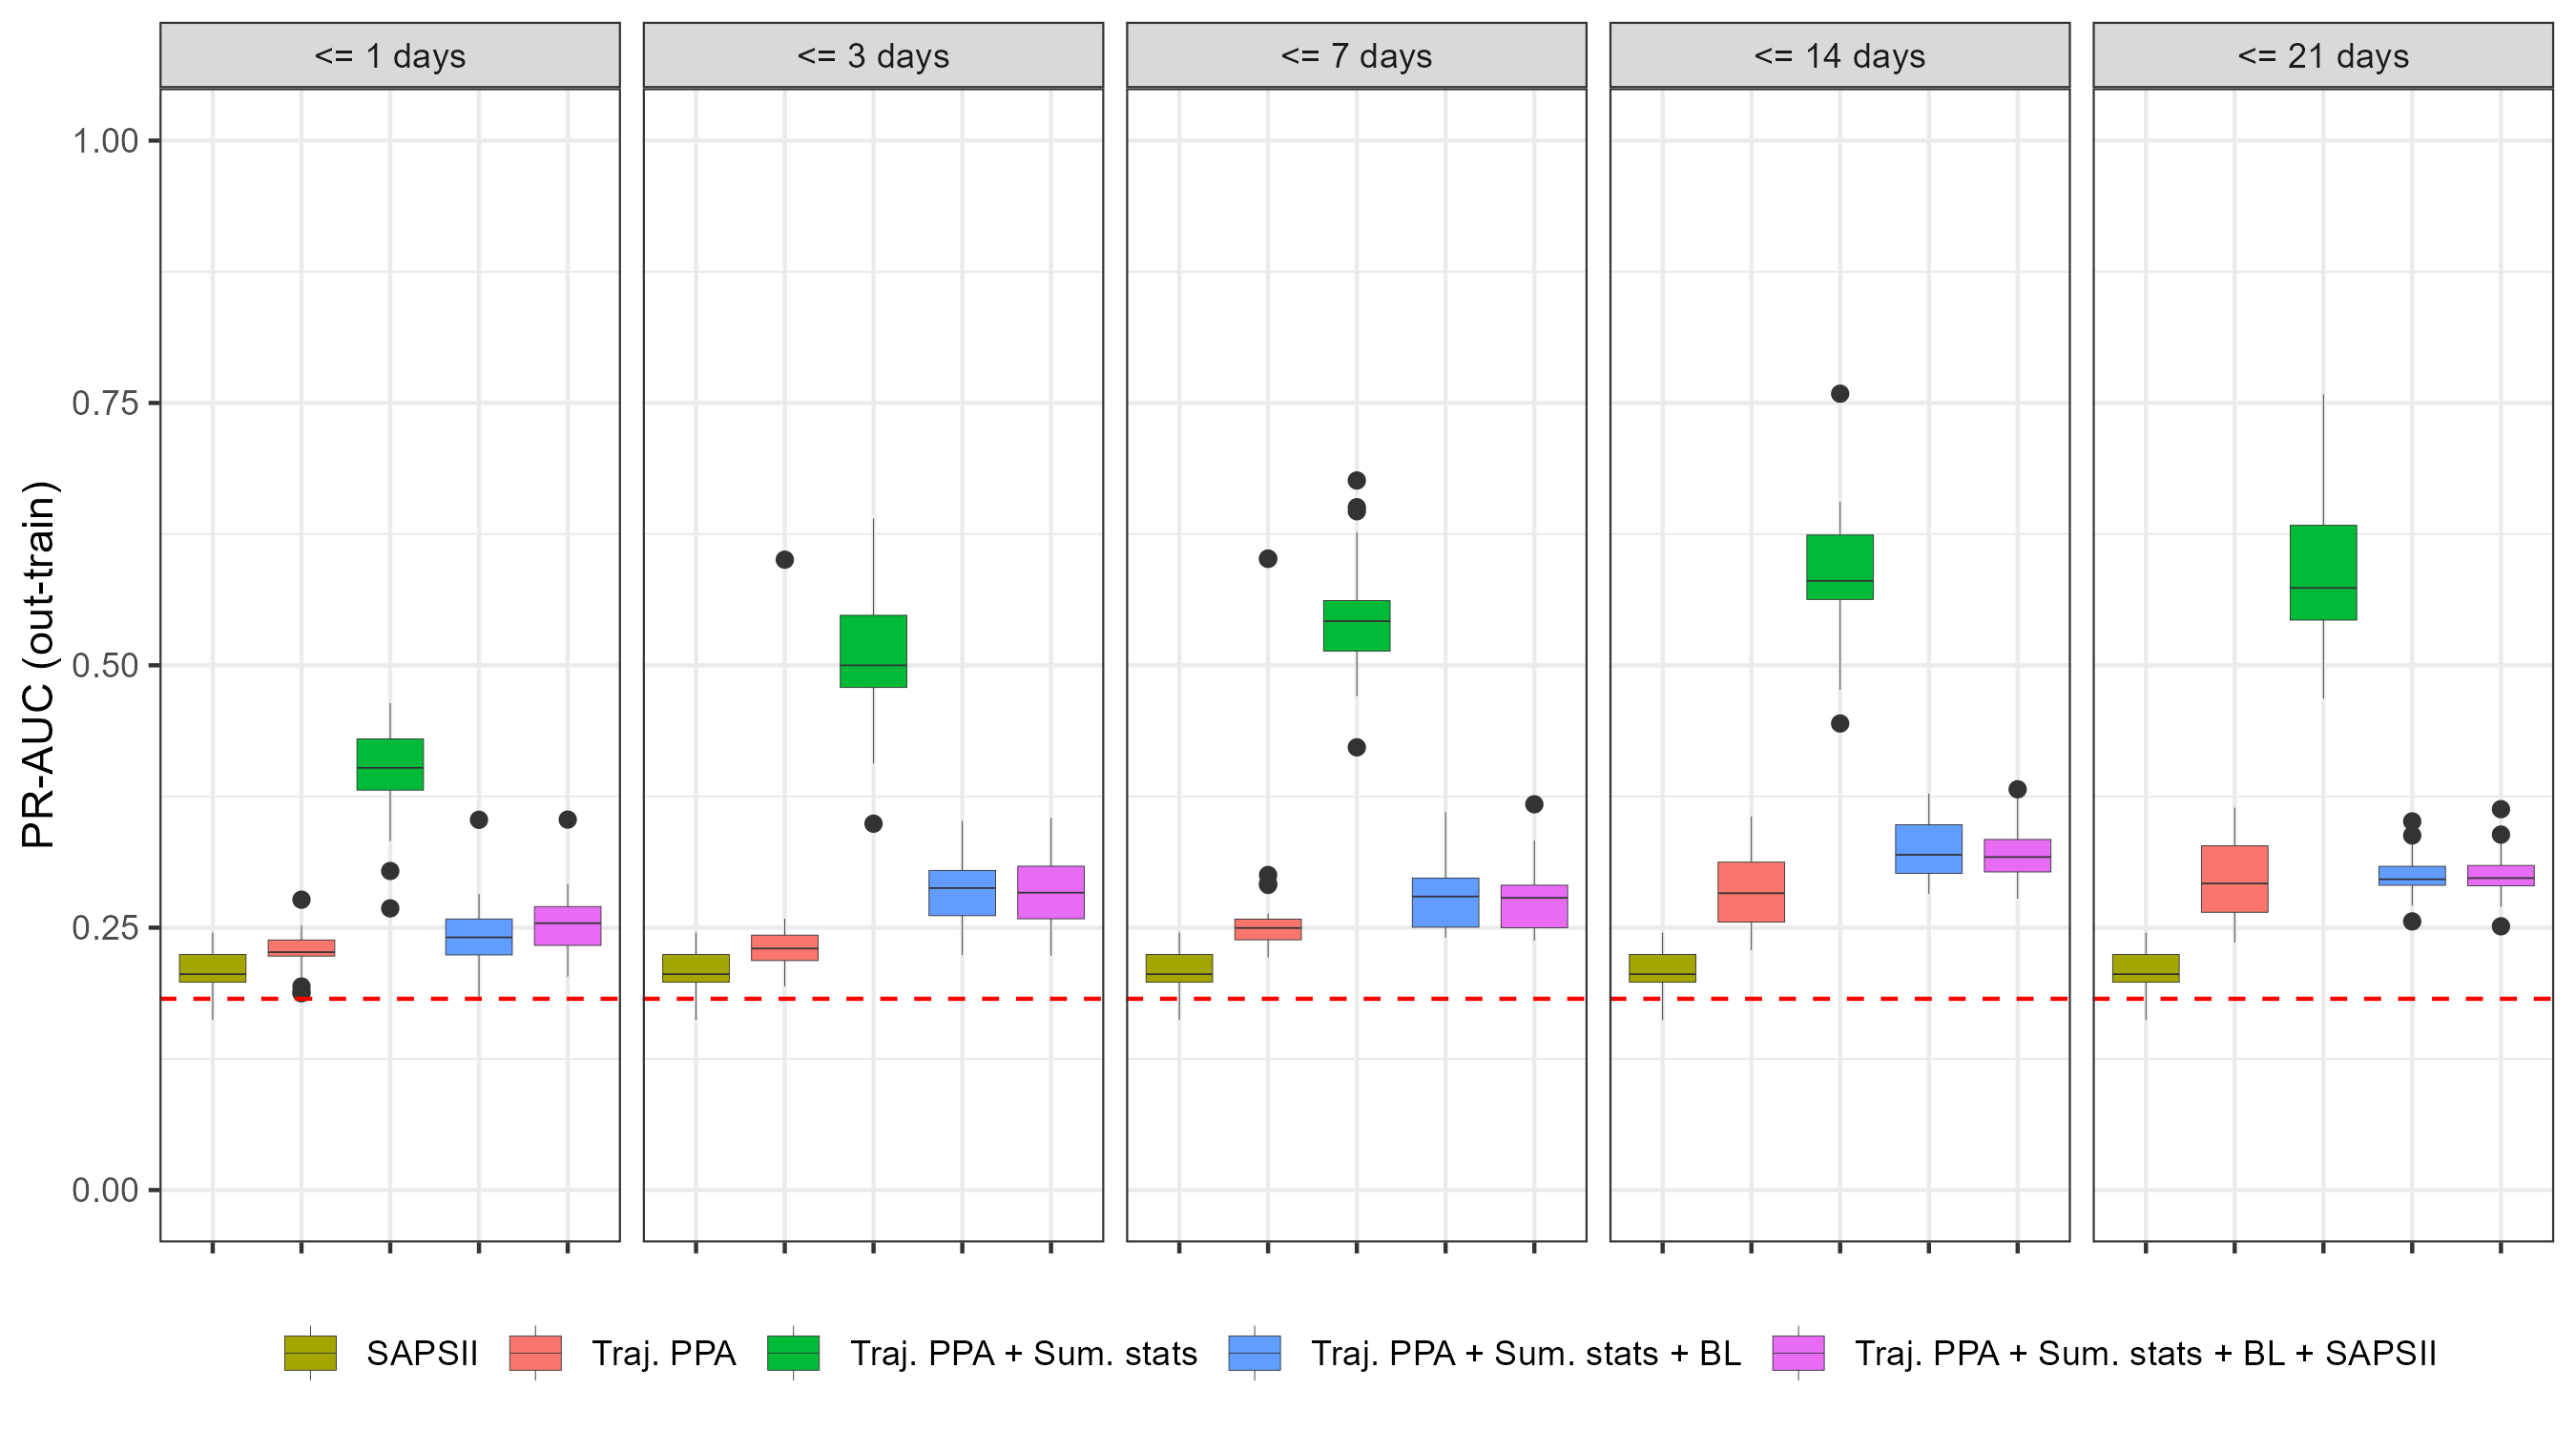 <= 1 days
<= 3 days
<= 7 days
<= 14 days
<= 21 days
PR-AUC (out-train)
1.00
0.75
0.50
0.25
0.00
SAPSII
Traj. PPA
Traj. PPA + Sum. stats
Traj. PPA + Sum. stats + BL
Traj. PPA + Sum. stats + BL + SAPSII